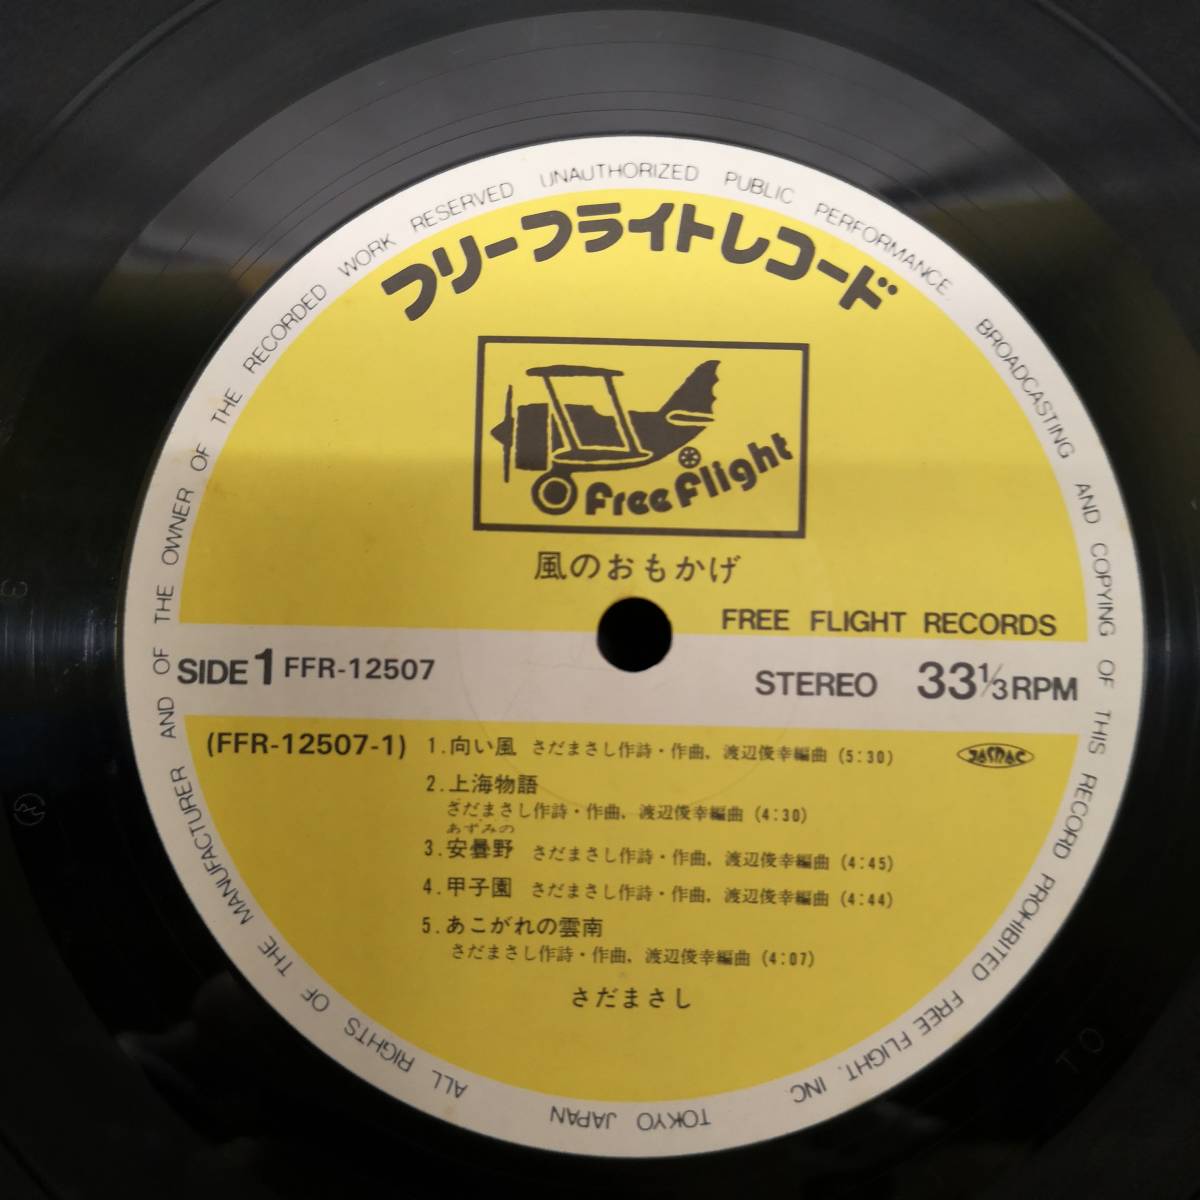 フリーフライトレコード
Free Flight
風のおもかげ
FREE FLIGHT RECORDS
SIDE 1 FFR-12507
STEREO 33 1/3 RPM
(FFR-12507-1)
1. 向い風 さだまさし作詩・作曲, 渡辺俊幸編曲 (5:30)
JASRAC
2. 上海物語
さだまさし作詩・作曲, 渡辺俊幸編曲 (4:30)
あずみの
3. 安曇野 さだまさし作詩・作曲, 渡辺俊幸編曲 (4:45)
4. 甲子園 さだまさし作詩・作曲, 渡辺俊幸編曲 (4:44)
5. あこがれの雲南
さだまさし作詩・作曲, 渡辺俊幸編曲 (4:07)
さだまさし
ALL RIGHTS OF THE MANUFACTURER AND OF THE OWNER OF THE RECORDED WORK RESERVED. UNAUTHORIZED PUBLIC PERFORMANCE. BROADCASTING AND COPYING OF THIS RECORD PROHIBITED FREE FLIGHT. INC. TOKYO JAPAN
TO